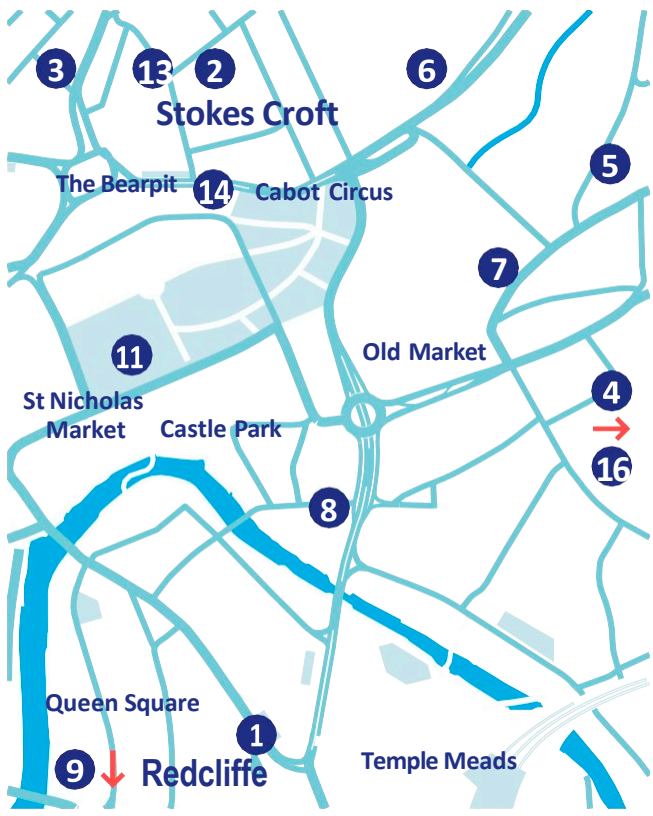 3
13
2
6
Stokes Croft
5
The Bearpit
14
Cabot Circus
7
11
Old Market
4
St Nicholas
Market
Castle Park
16
8
Queen Square
1
9
Redcliffe
Temple Meads